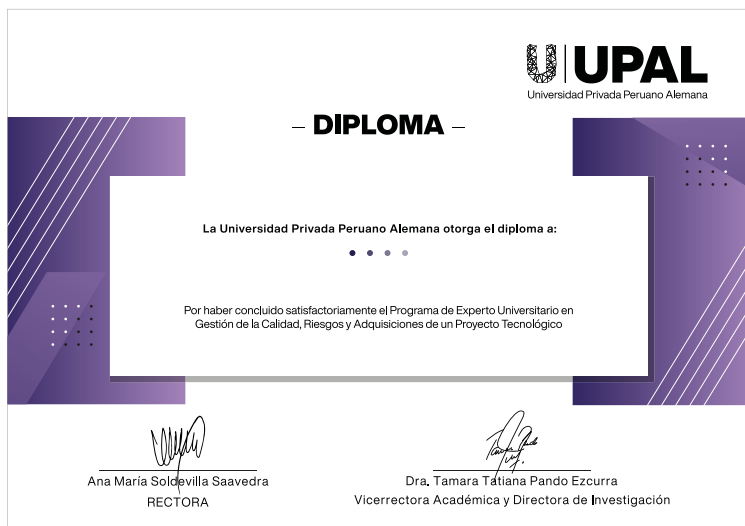 UPAL
Universidad Privada Peruano Alemana
– DIPLOMA –
La Universidad Privada Peruano Alemana otorga el diploma a:
Por haber concluido satisfactoriamente el Programa de Experto Universitario en
Gestión de la Calidad, Riesgos y Adquisiciones de un Proyecto Tecnológico
Ana María Soldevilla Saavedra
RECTORA
Dra. Tamara Tatiana Pando Ezcurra
Vicerrectora Académica y Directora de Investigación